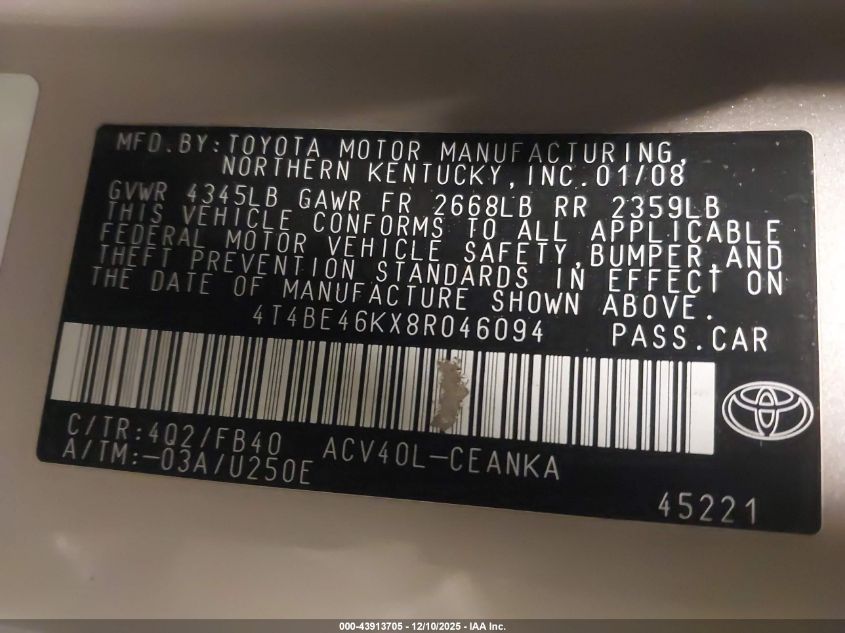 MFD.BY:TOYOTA MOTOR MANUFACTURING,
NORTHERN KENTUCKY,INC.01/08
GVWR 4345LB GAWR FR 2668LB RR 2359LB
THIS VEHICLE CONFORMS TO ALL APPLICABLE
FEDERAL MOTOR VEHICLE SAFETY,BUMPER,AND
THEFT PREVENTION STANDARDS IN EFFECT ON
THE DATE OF MANUFACTURE SHOWN ABOVE.
4T4BE46KX8R046094 PASS.CAR
C/TR:4Q2/FB40 ACV40L-CEANKA
A/TM:-03A/U250E
45221
000-43913705 - 12/10/2025 - IAA Inc.